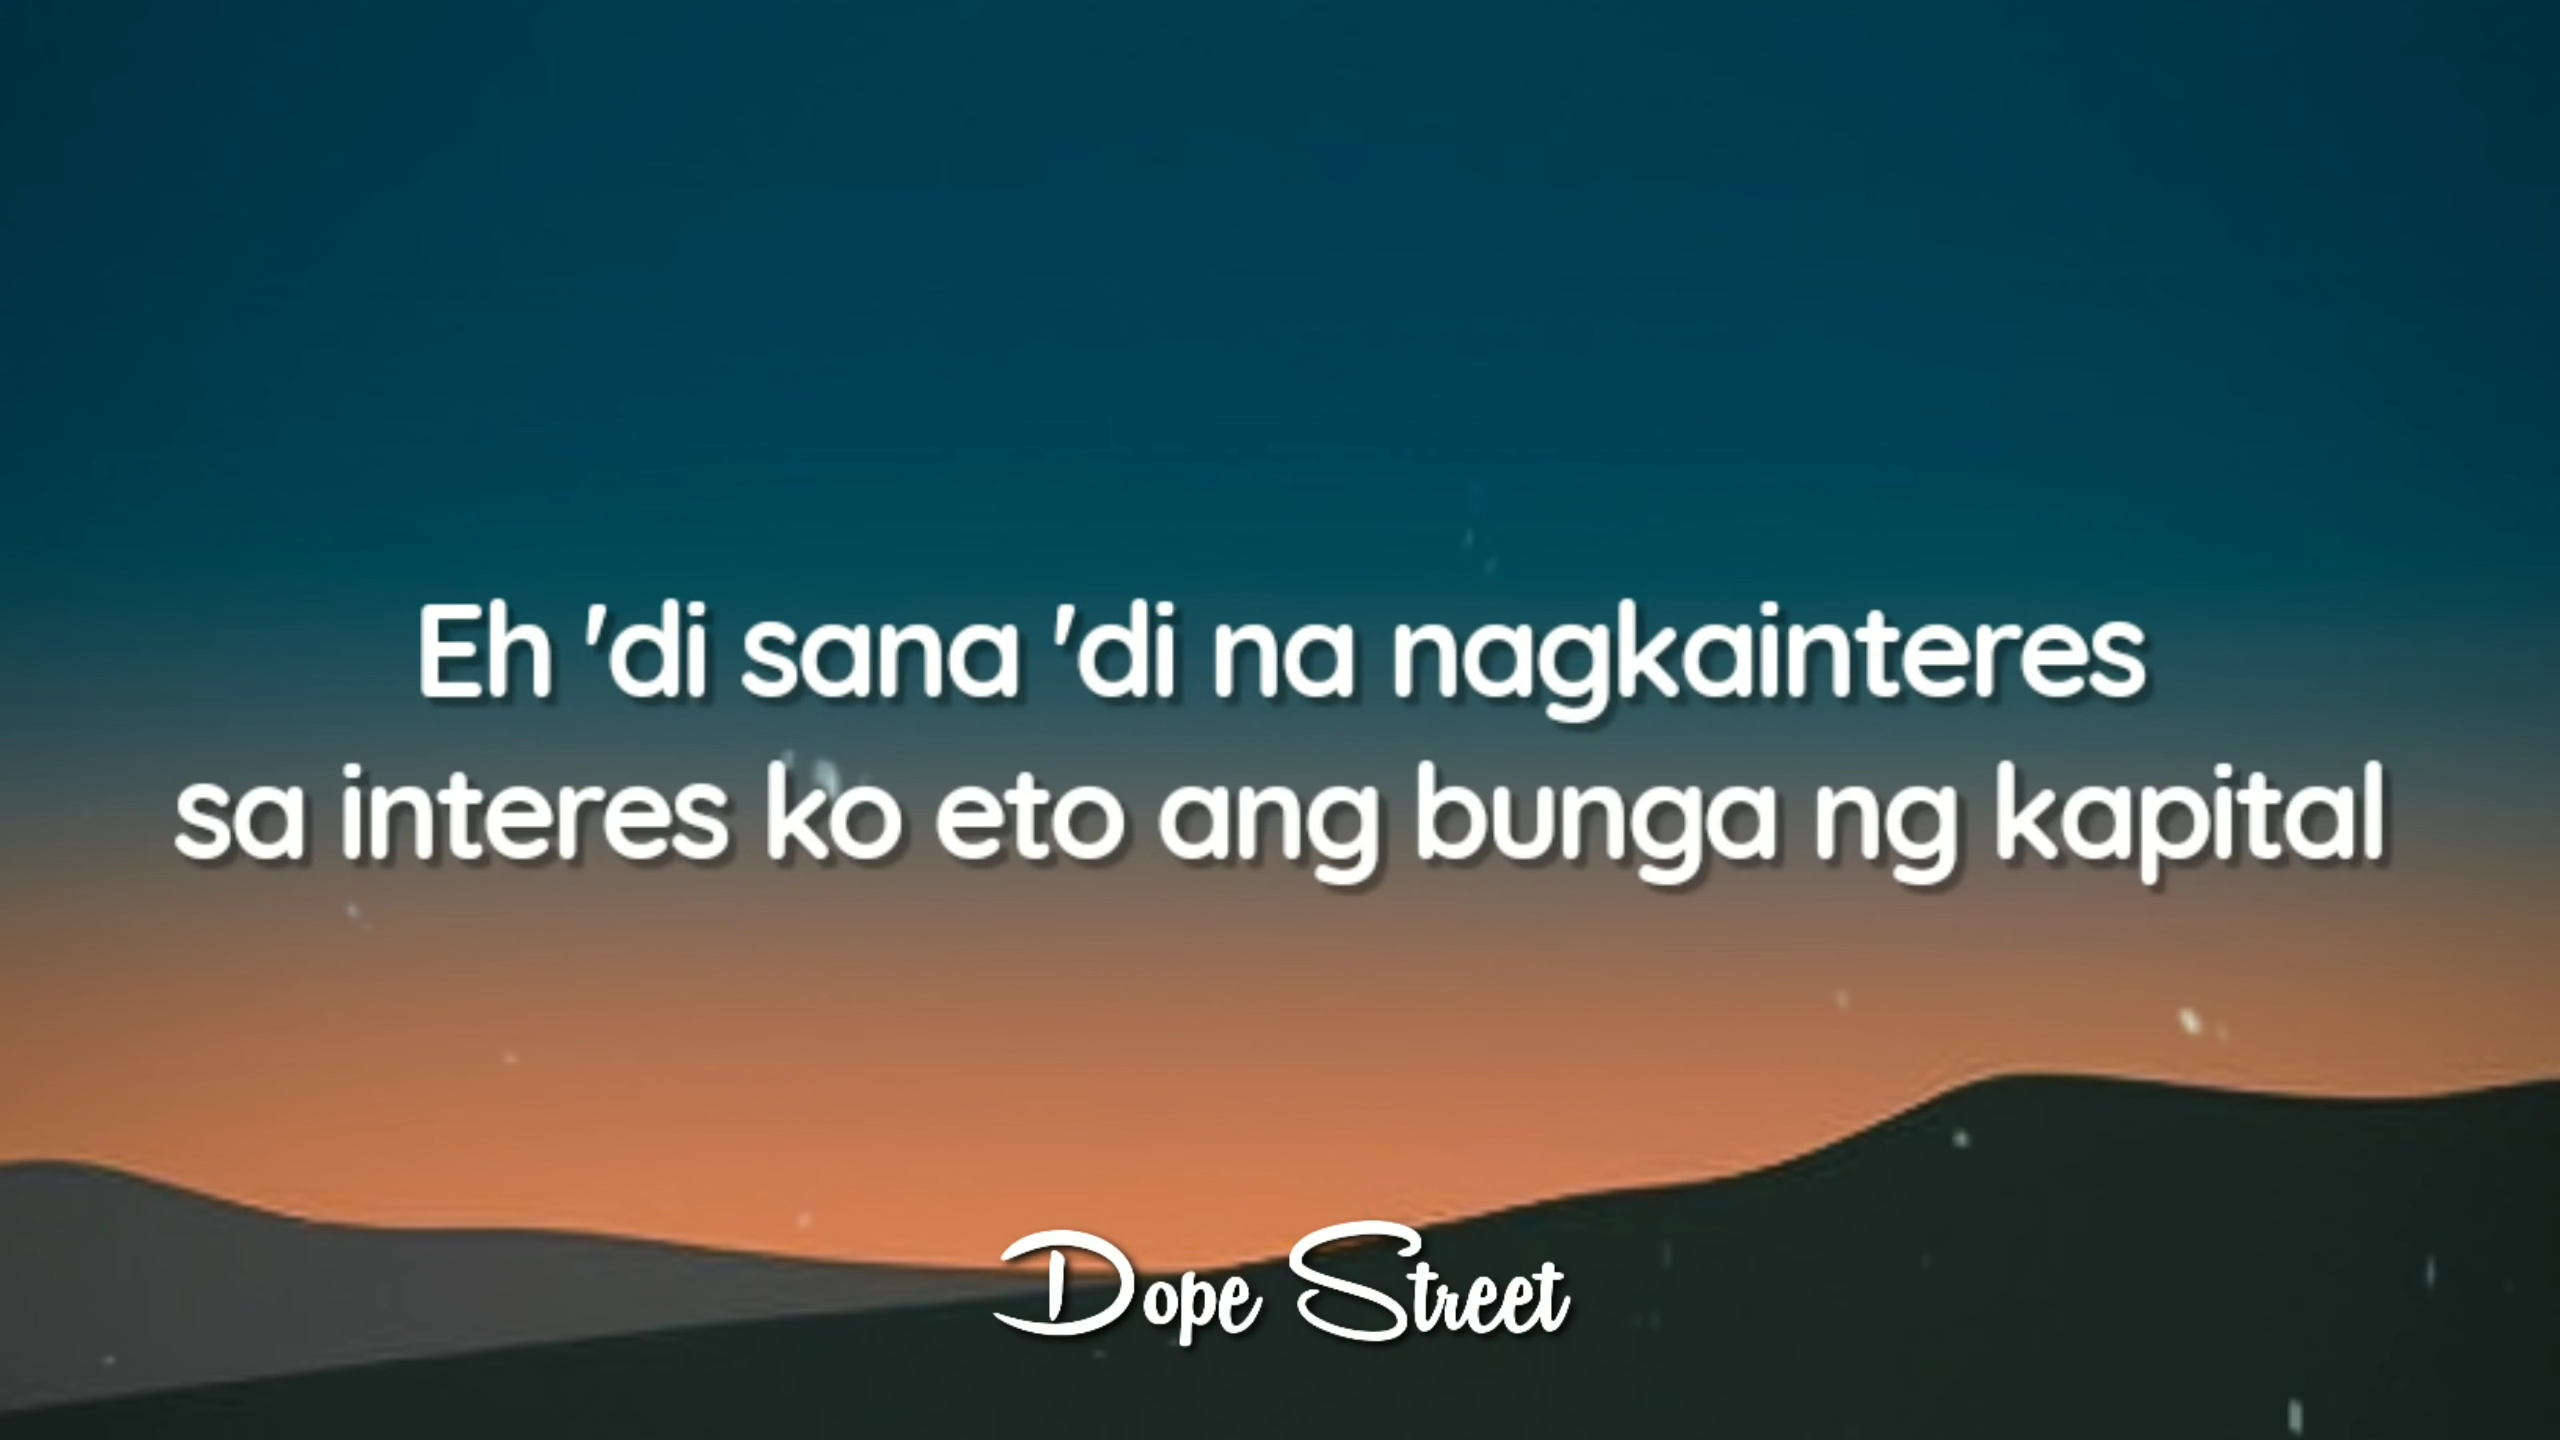 Eh 'di sana 'di na nagkainteres
sa interes ko eto ang bunga ng kapital
Dope Street